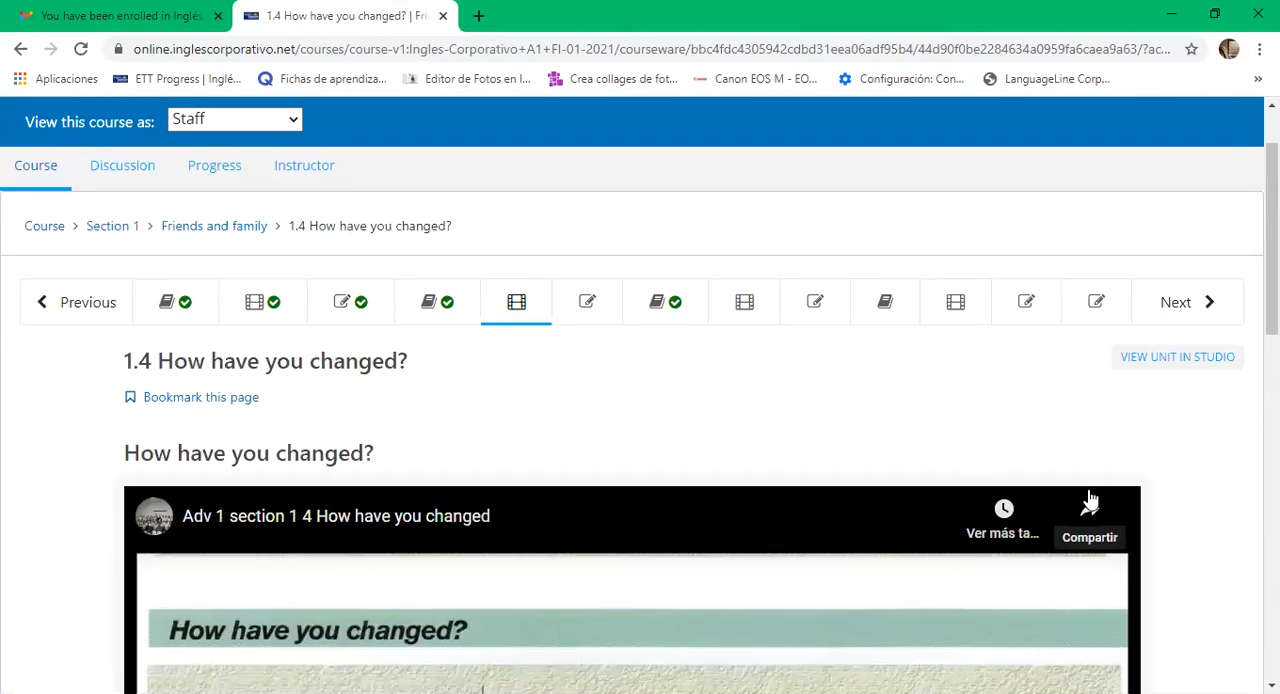 You have been enrolled in Inglés
1.4 How have you changed? | Fri
online.inglescorporativo.net/courses/course-v1:Ingles-Corporativo+A1+FI-01-2021/courseware/bbc4fdc4305942cdbd31eea06adf95b4/44d90f0be2284634a0959fa6caea9a63/?ac...
Aplicaciones ETT Progress | Inglé... Fichas de aprendiza... Editor de Fotos en l... Crea collages de fot... Canon EOS M - EO... Configuración: Con... LanguageLine Corp... »
View this course as: Staff
Course Discussion Progress Instructor
Course > Section 1 > Friends and family > 1.4 How have you changed?
Previous Next
1.4 How have you changed?
VIEW UNIT IN STUDIO
Bookmark this page
How have you changed?
Adv 1 section 1 4 How have you changed
Ver más ta... Compartir
How have you changed?